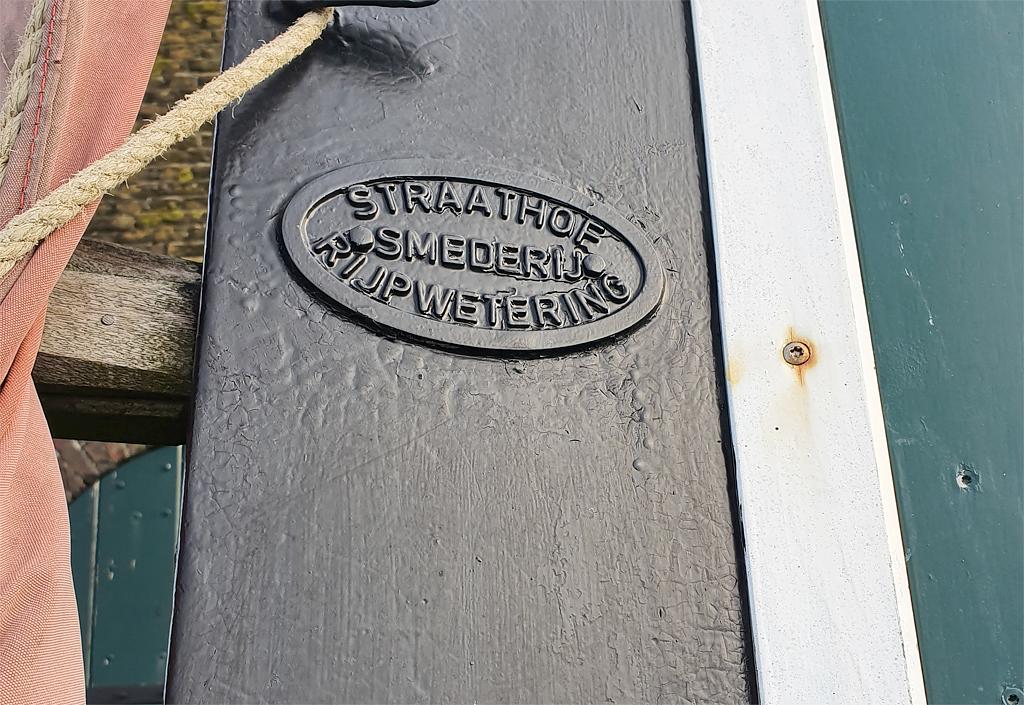 STRAATHOF
SMEDERIJ
RIJPWETERING